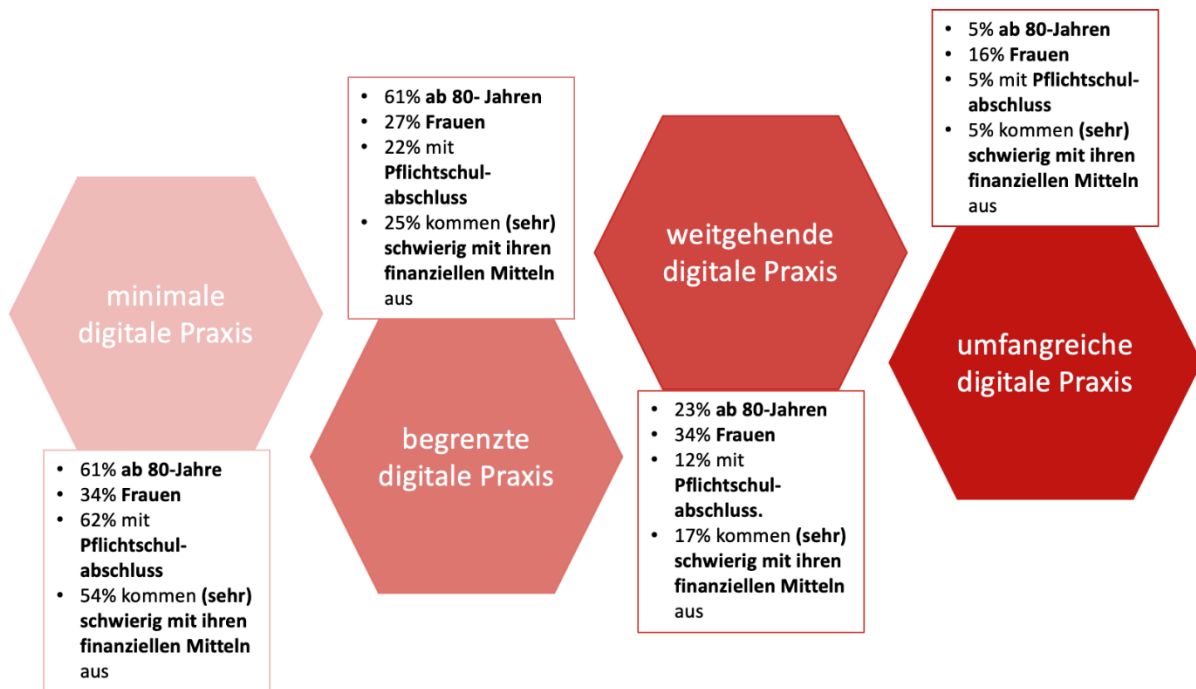 minimale
digitale Praxis
• 61% ab 80-Jahre
• 34% Frauen
• 62% mit
Pflichtschul-
abschluss
• 54% kommen (sehr)
schwierig mit ihren
finanziellen Mitteln
aus
• 61% ab 80- Jahren
• 27% Frauen
• 22% mit
Pflichtschul-
abschluss
• 25% kommen (sehr)
schwierig mit ihren
finanziellen Mitteln
aus
begrenzte
digitale Praxis
weitgehende
digitale Praxis
• 23% ab 80-Jahren
• 34% Frauen
• 12% mit
Pflichtschul-
abschluss.
• 17% kommen (sehr)
schwierig mit ihren
finanziellen Mitteln
aus
• 5% ab 80-Jahren
• 16% Frauen
• 5% mit Pflichtschul-
abschluss
• 5% kommen (sehr)
schwierig mit ihren
finanziellen Mitteln
aus
umfangreiche
digitale Praxis